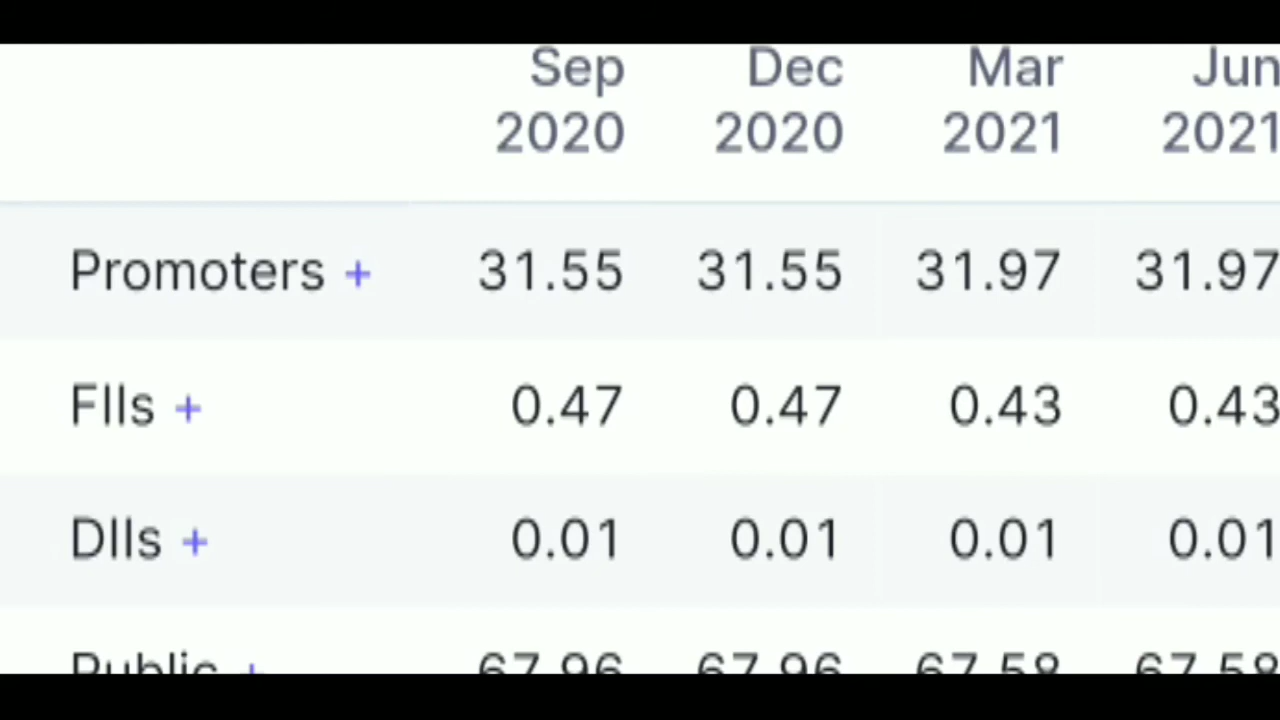 Sep Dec Mar Jun
2020 2020 2021 2021
Promoters + 31.55 31.55 31.97 31.97
FIIs + 0.47 0.47 0.43 0.43
DIIs + 0.01 0.01 0.01 0.01
Public + 67.96 67.96 67.58 67.58